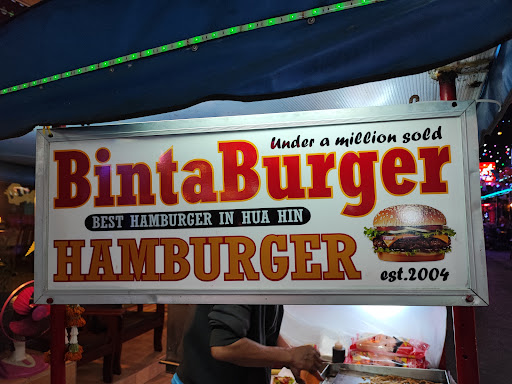 Under a million sold
BintaBurger
BEST HAMBURGER IN HUA HIN
HAMBURGER
est.2004